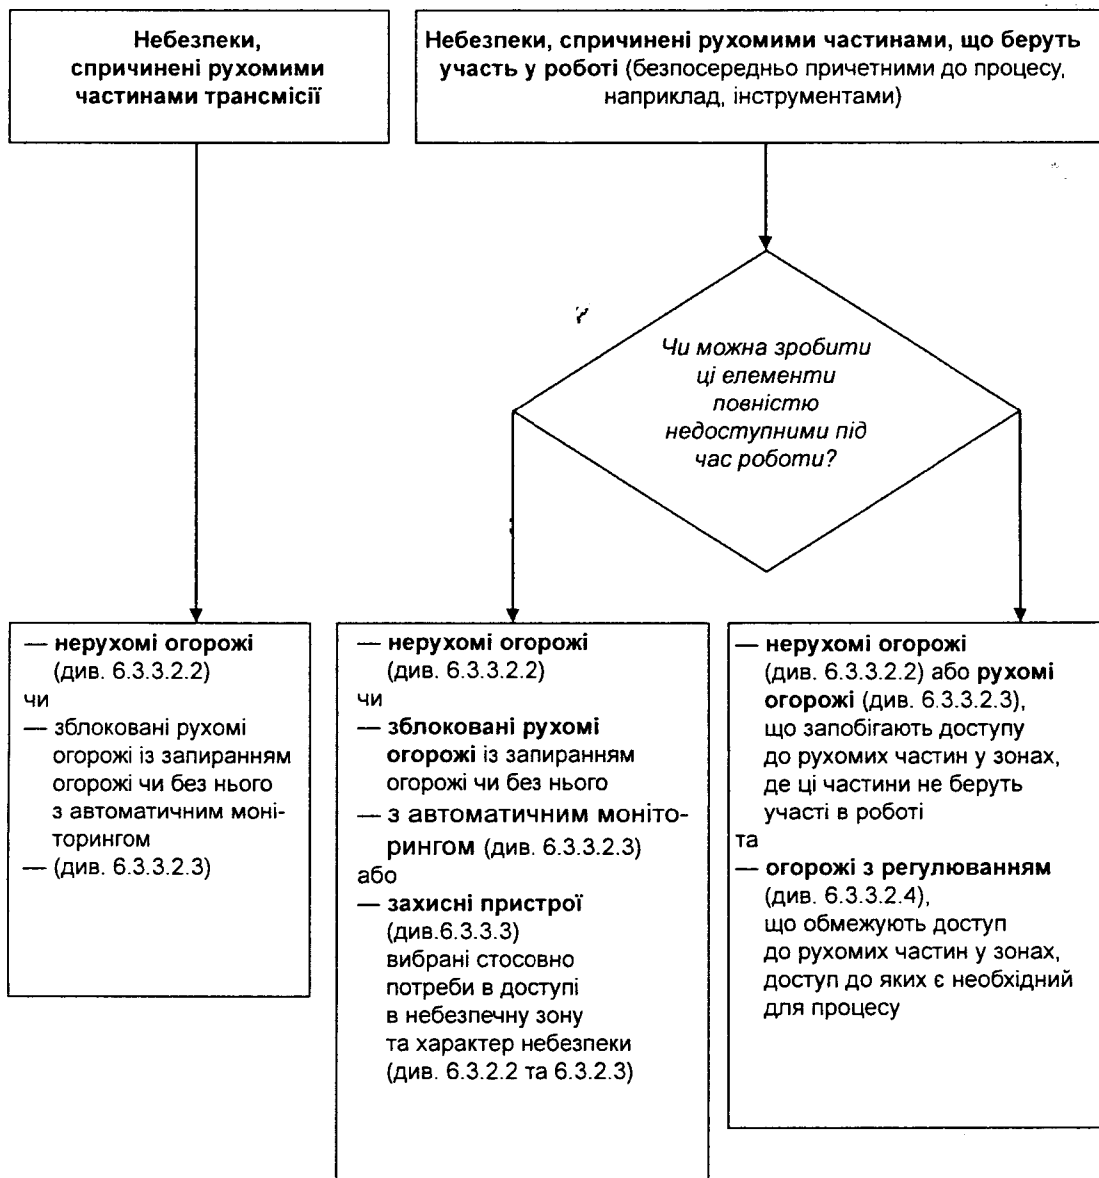 Небезпеки,
спричинені рухомими
частинами трансмісії
Небезпеки, спричинені рухомими частинами, що беруть
участь у роботі (безпосередньо причетними до процесу,
наприклад, інструментами)
Чи можна зробити
ці елементи
повністю
недоступними під
час роботи?
— нерухомі огорожі
(див. 6.3.3.2.2)
чи
— зблоковані рухомі
огорожі із запиранням
огорожі чи без нього
з автоматичним моні-
торингом
— (див. 6.3.3.2.3)
— нерухомі огорожі
(див. 6.3.3.2.2)
чи
— зблоковані рухомі
огорожі із запиранням
огорожі чи без нього
— з автоматичним моніто-
рингом (див. 6.3.3.2.3)
або
— захисні пристрої
(див.6.3.3.3)
вибрані стосовно
потреби в доступі
в небезпечну зону
та характер небезпеки
(див. 6.3.2.2 та 6.3.2.3)
— нерухомі огорожі
(див. 6.3.3.2.2) або рухомі
огорожі (див. 6.3.3.2.3),
що запобігають доступу
до рухомих частин у зонах,
де ці частини не беруть
участі в роботі
та
— огорожі з регулюванням
(див. 6.3.3.2.4),
що обмежують доступ
до рухомих частин у зонах,
доступ до яких є необхідний
для процесу